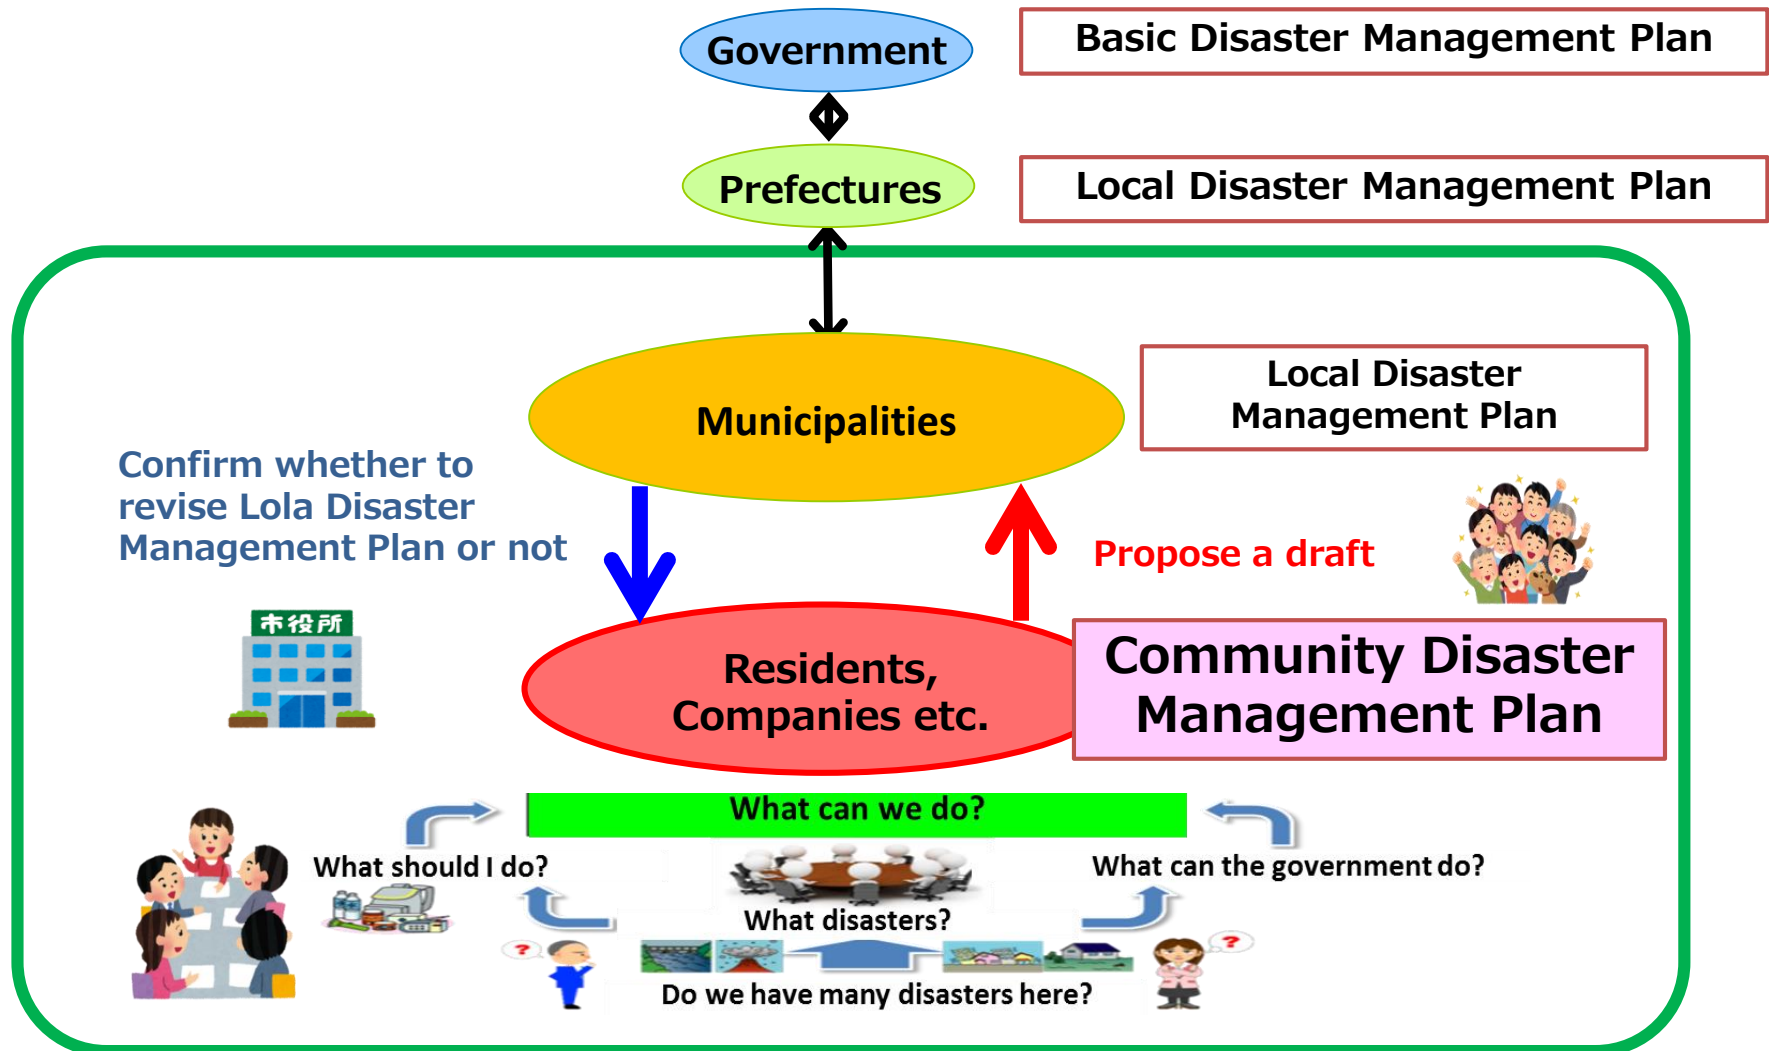 Government
Basic Disaster Management Plan
Prefectures
Local Disaster Management Plan
Municipalities
Local Disaster
Management Plan
Confirm whether to
revise Lola Disaster
Management Plan or not
Propose a draft
市役所
Residents,
Companies etc.
Community Disaster
Management Plan
What can we do?
What should I do?
What can the government do?
What disasters?
?
?
Do we have many disasters here?